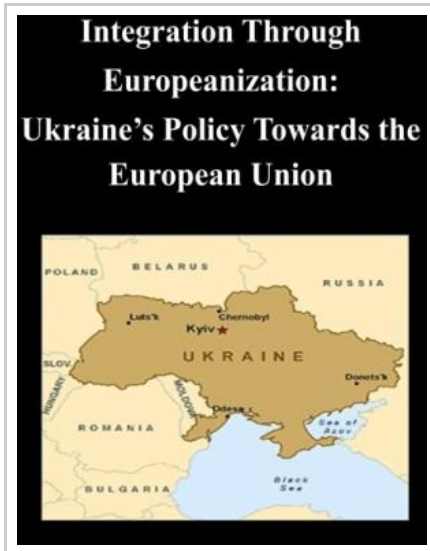 Integration Through
Europeanization:
Ukraine's Policy Towards the
European Union
POLAND
BELARUS
RUSSIA
Luts'k
Chernobyl
Kyiv
UKRAINE
SLOV.
HUNGARY
MOLDOVA
Donets'k
Odesa
ROMANIA
Sea of
Azov
BULGARIA
Black
Sea